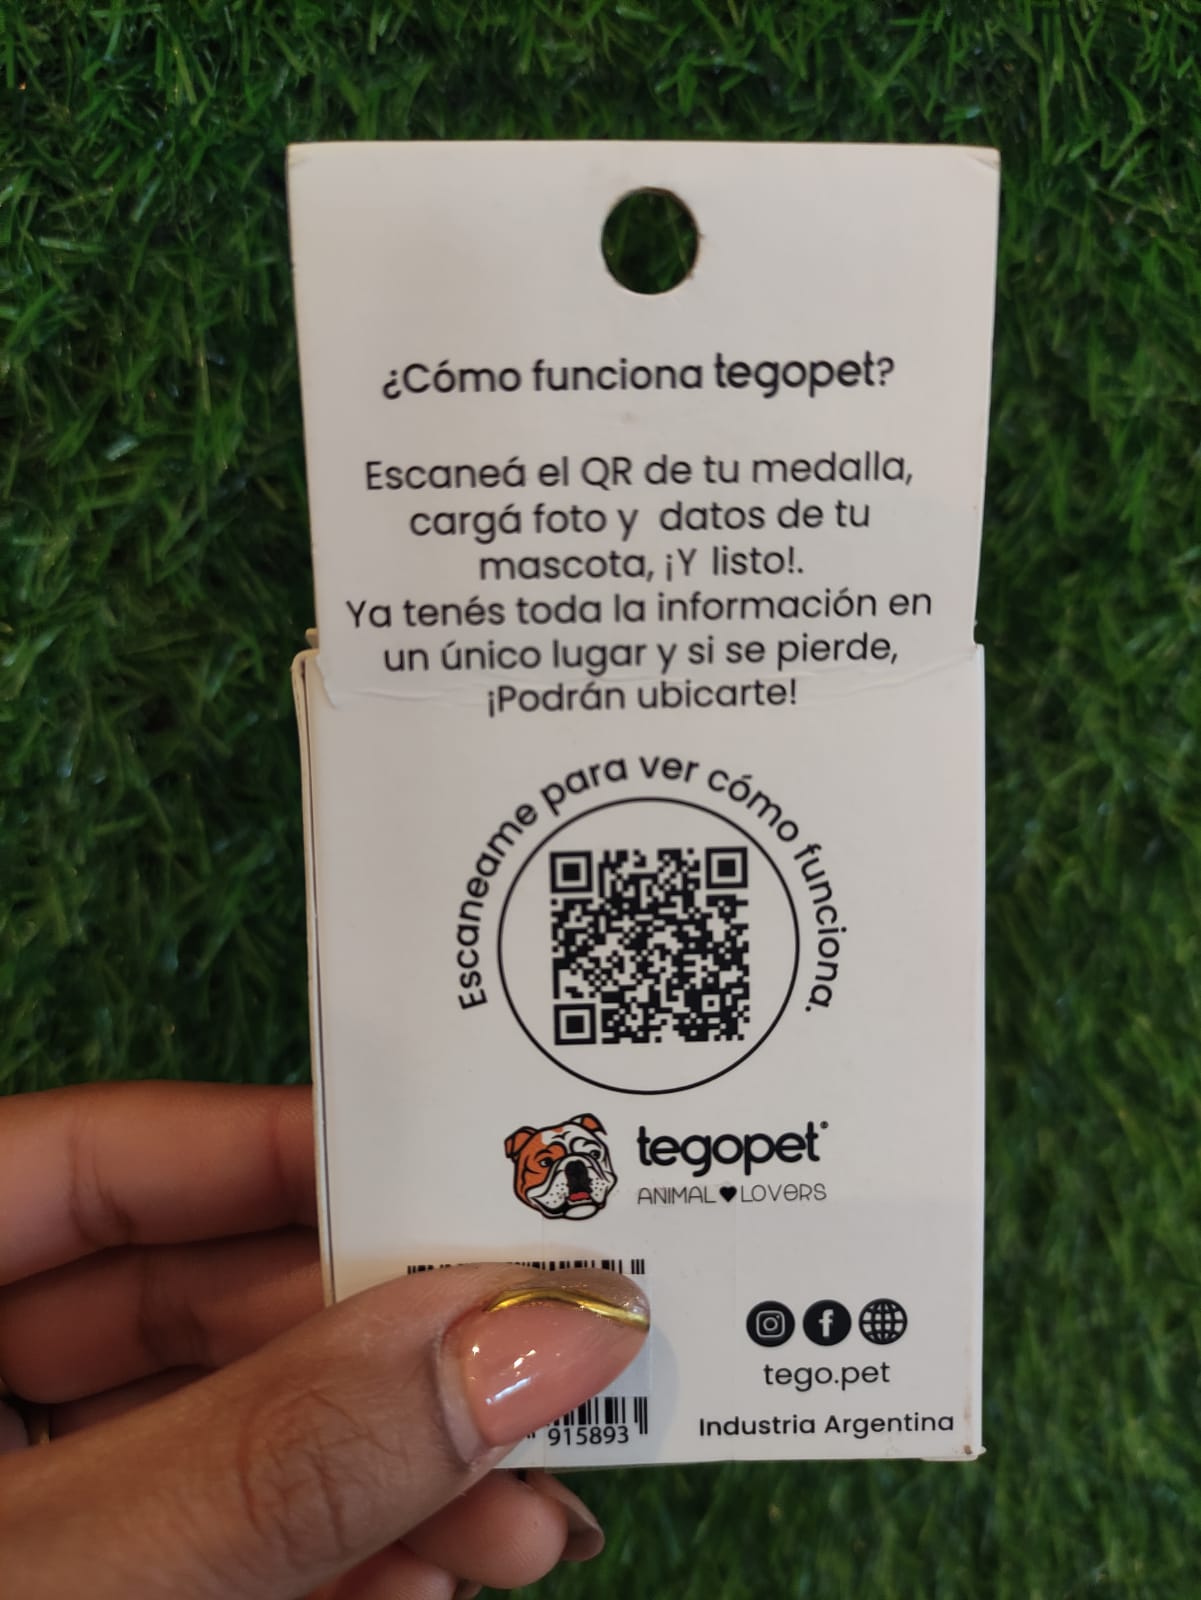 ¿Cómo funciona tegopet?
Escaneá el QR de tu medalla,
cargá foto y datos de tu
mascota, ¡Y listo!.
Ya tenés toda la información en
un único lugar y si se pierde,
¡Podrán ubicarte!
Escaneame para ver cómo funciona.
tegopet®
ANIMAL♥LOVERS
915893
tego.pet
Industria Argentina